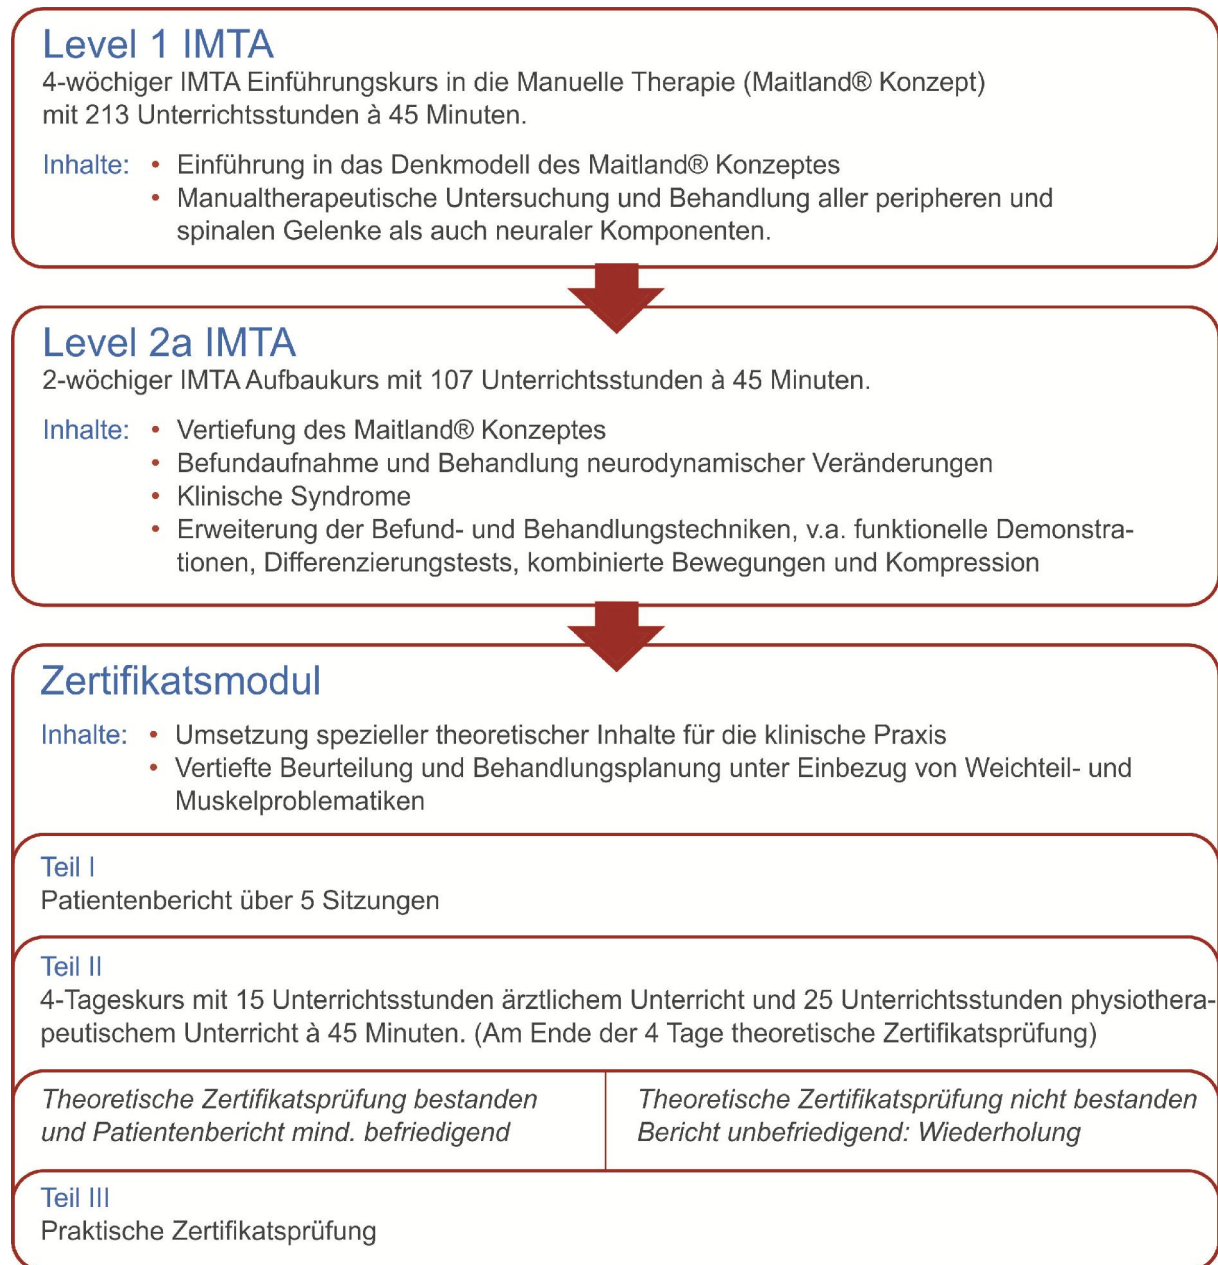 Level 1 IMTA
4-wöchiger IMTA Einführungskurs in die Manuelle Therapie (Maitland® Konzept)
mit 213 Unterrichtsstunden à 45 Minuten.
Inhalte: • Einführung in das Denkmodell des Maitland® Konzeptes
• Manualtherapeutische Untersuchung und Behandlung aller peripheren und
spinalen Gelenke als auch neuraler Komponenten.
Level 2a IMTA
2-wöchiger IMTA Aufbaukurs mit 107 Unterrichtsstunden à 45 Minuten.
Inhalte: • Vertiefung des Maitland® Konzeptes
• Befundaufnahme und Behandlung neurodynamischer Veränderungen
• Klinische Syndrome
• Erweiterung der Befund- und Behandlungstechniken, v.a. funktionelle Demonstra-
tionen, Differenzierungstests, kombinierte Bewegungen und Kompression
Zertifikatsmodul
Inhalte: • Umsetzung spezieller theoretischer Inhalte für die klinische Praxis
• Vertiefte Beurteilung und Behandlungsplanung unter Einbezug von Weichteil- und
Muskelproblematiken
Teil I
Patientenbericht über 5 Sitzungen
Teil II
4-Tageskurs mit 15 Unterrichtsstunden ärztlichem Unterricht und 25 Unterrichtsstunden physiothera-
peutischem Unterricht à 45 Minuten. (Am Ende der 4 Tage theoretische Zertifikatsprüfung)
Theoretische Zertifikatsprüfung bestanden
und Patientenbericht mind. befriedigend
Theoretische Zertifikatsprüfung nicht bestanden
Bericht unbefriedigend: Wiederholung
Teil III
Praktische Zertifikatsprüfung